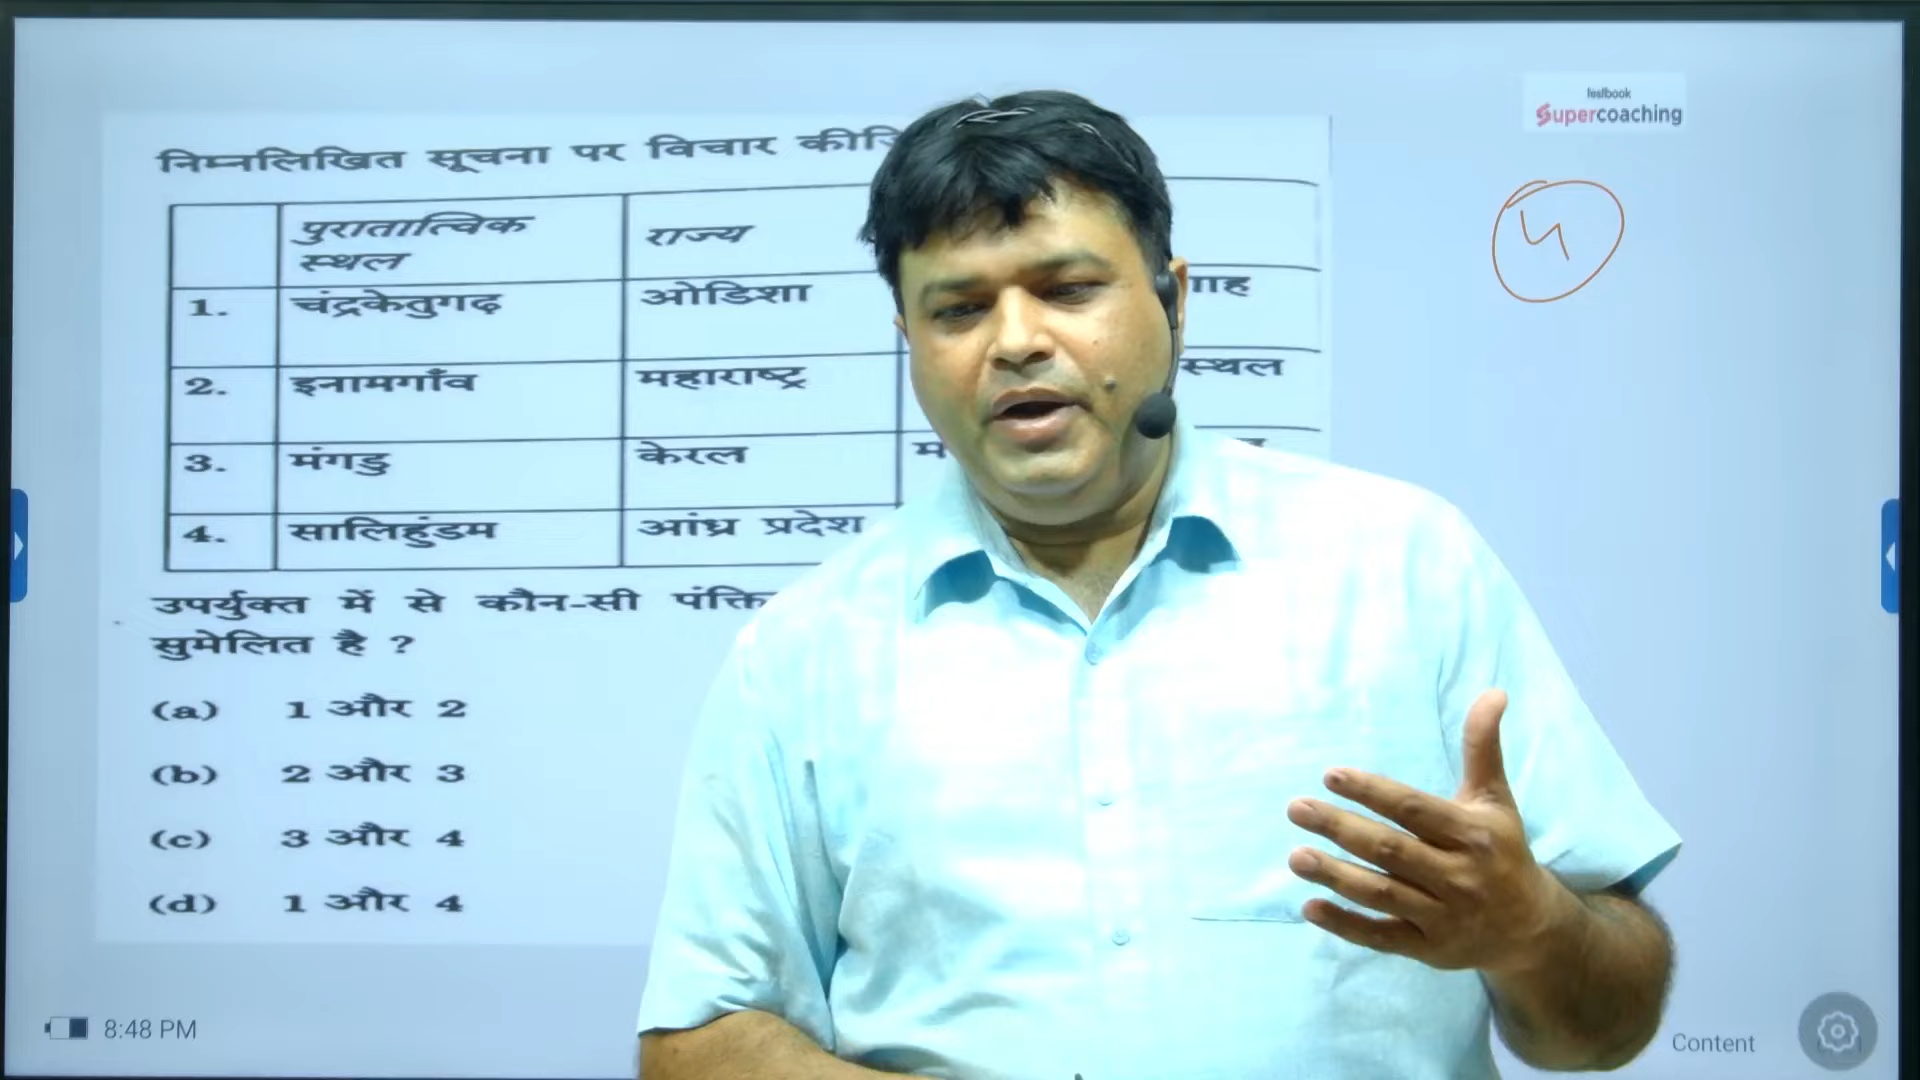 testbook
Supercoaching
निम्नलिखित सूचना पर विचार
पुरातात्विक स्थल राज्य
1. चंद्रकेतुगढ़ ओडिशा
2. इनामगाँव महाराष्ट्र स्थल
3. मंगडु केरल
4. सालिहुंडम आंध्र प्रदेश
उपर्युक्त में से कौन-सी
सुमेलित है ?
(a) 1 और 2
(b) 2 और 3
(c) 3 और 4
(d) 1 और 4
8:48 PM
Content